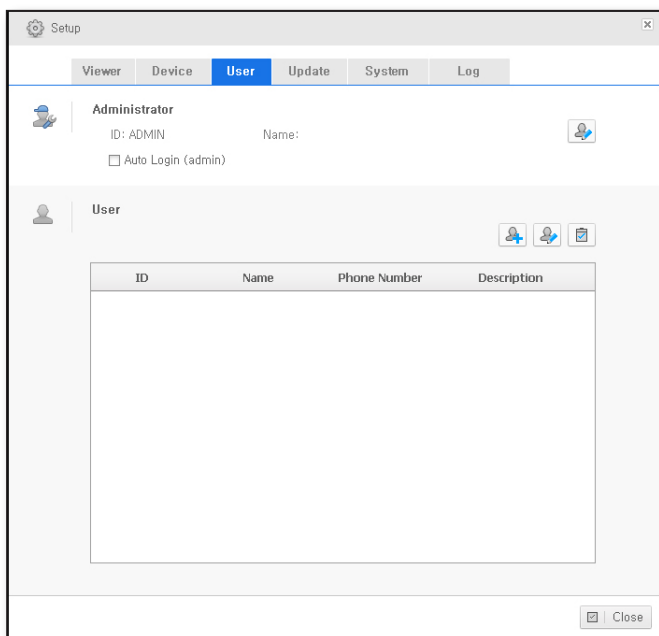 Setup
Viewer Device User Update System Log
Administrator
ID: ADMIN Name:
Auto Login (admin)
User
ID Name Phone Number Description
Close